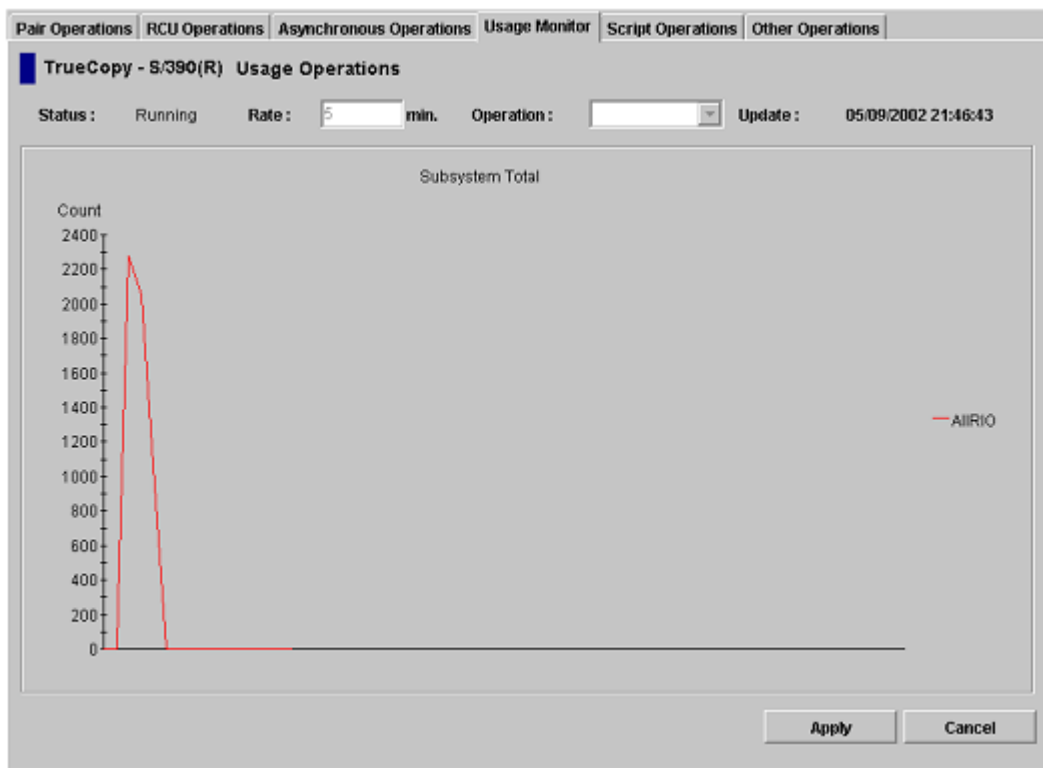 Pair Operations RCU Operations Asynchronous Operations Usage Monitor Script Operations Other Operations
TrueCopy - S/390(R) Usage Operations
Status : Running Rate : 5 min. Operation : Update : 05/09/2002 21:46:43
Subsystem Total
Count
2400
2200
2000
1800
1600
1400
AllRIO
1200
1000
800
600
400
200
0
Apply Cancel